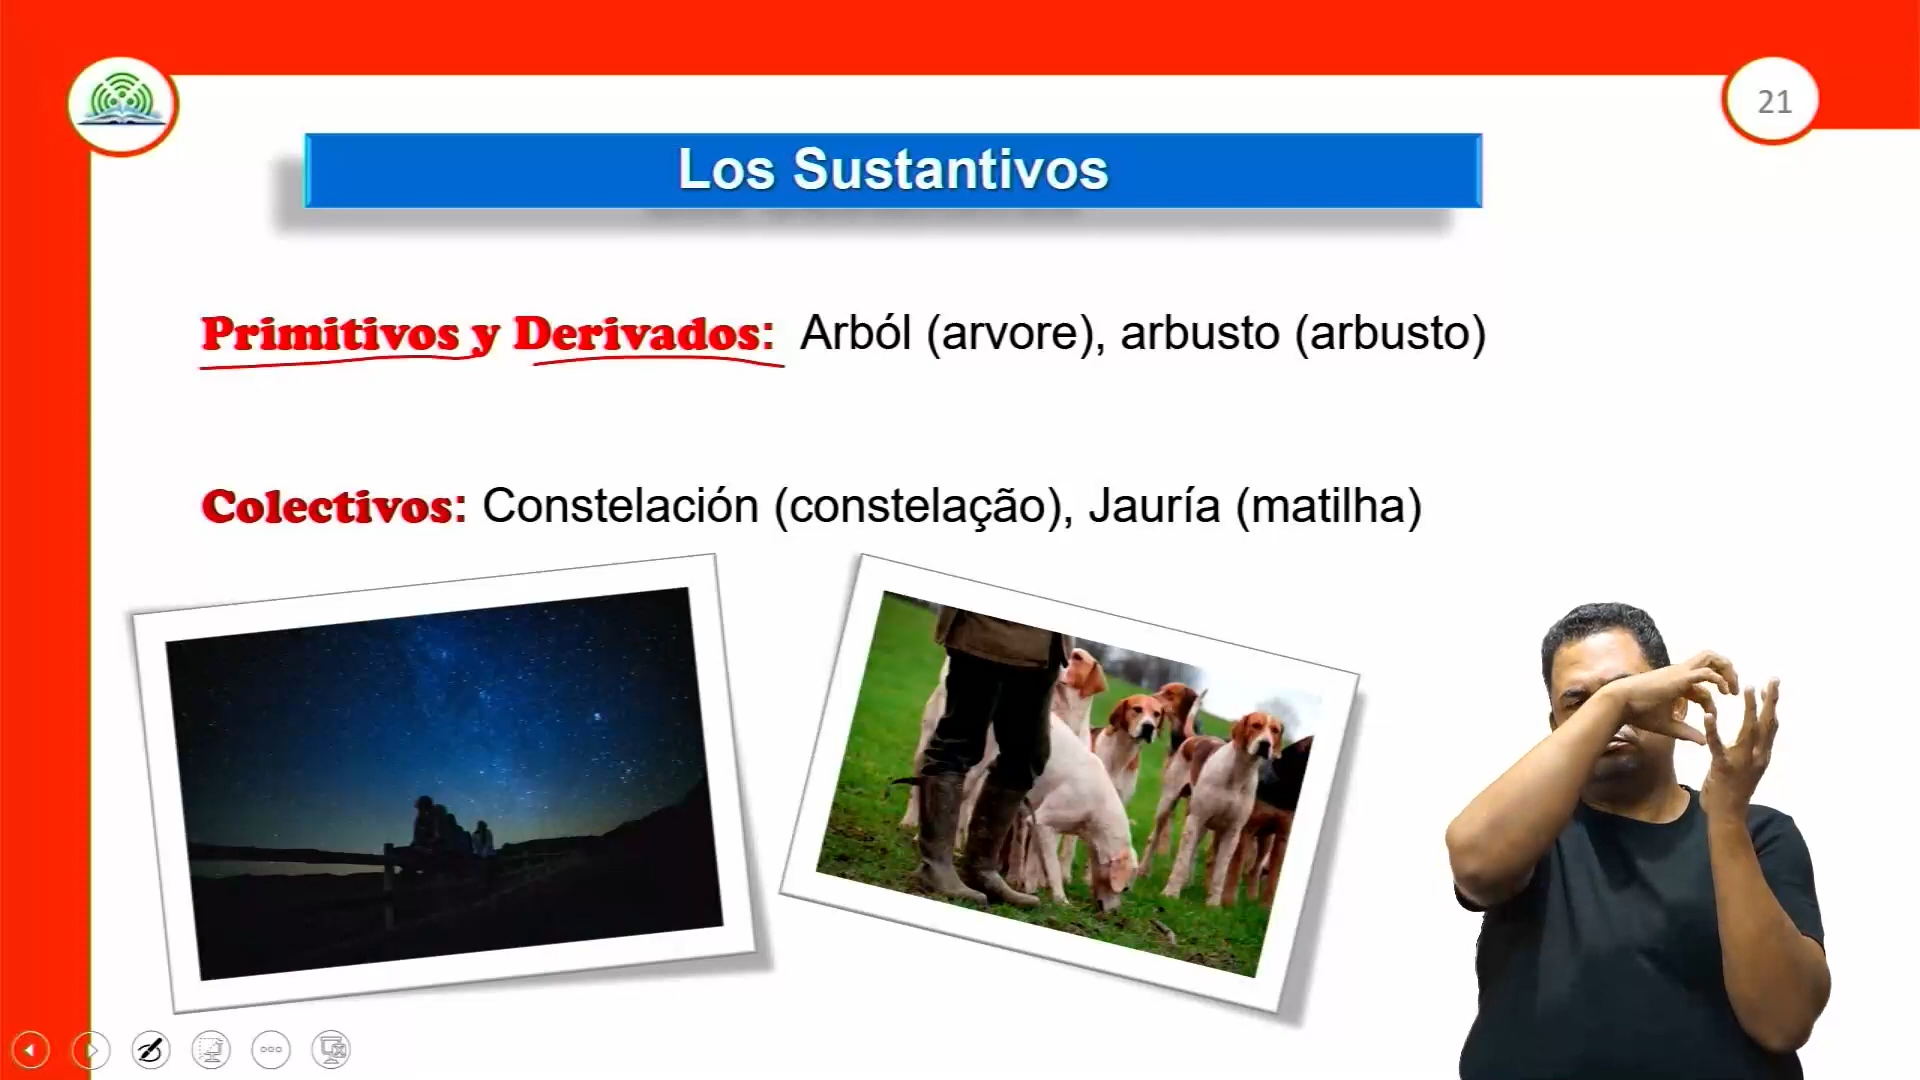 21
Los Sustantivos
Primitivos y Derivados: Arból (arvore), arbusto (arbusto)
Colectivos: Constelación (constelação), Jauría (matilha)